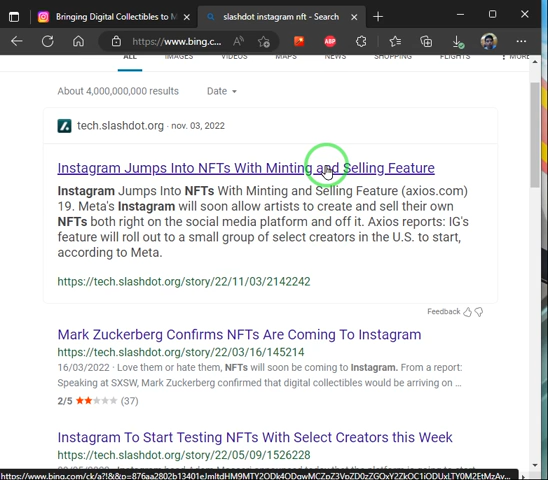 Bringing Digital Collectibles to M
slashdot instagram nft - Search
https://www.bing.c...
ABP
ALL IMAGES VIDEOS MAPS NEWS SHOPPING FLIGHTS MORE
About 4,000,000,000 results Date
tech.slashdot.org · nov. 03, 2022
Instagram Jumps Into NFTs With Minting and Selling Feature
Instagram Jumps Into NFTs With Minting and Selling Feature (axios.com)
19. Meta's Instagram will soon allow artists to create and sell their own
NFTs both right on the social media platform and off it. Axios reports: IG's
feature will roll out to a small group of select creators in the U.S. to start,
according to Meta.
https://tech.slashdot.org/story/22/11/03/2142242
Feedback
Mark Zuckerberg Confirms NFTs Are Coming To Instagram
https://tech.slashdot.org/story/22/03/16/145214
16/03/2022 · Love them or hate them, NFTs will soon be coming to Instagram. From a report:
Speaking at SXSW, Mark Zuckerberg confirmed that digital collectibles would be arriving on ...
2/5 (37)
Instagram To Start Testing NFTs With Select Creators this Week
https://tech.slashdot.org/story/22/05/09/1526228